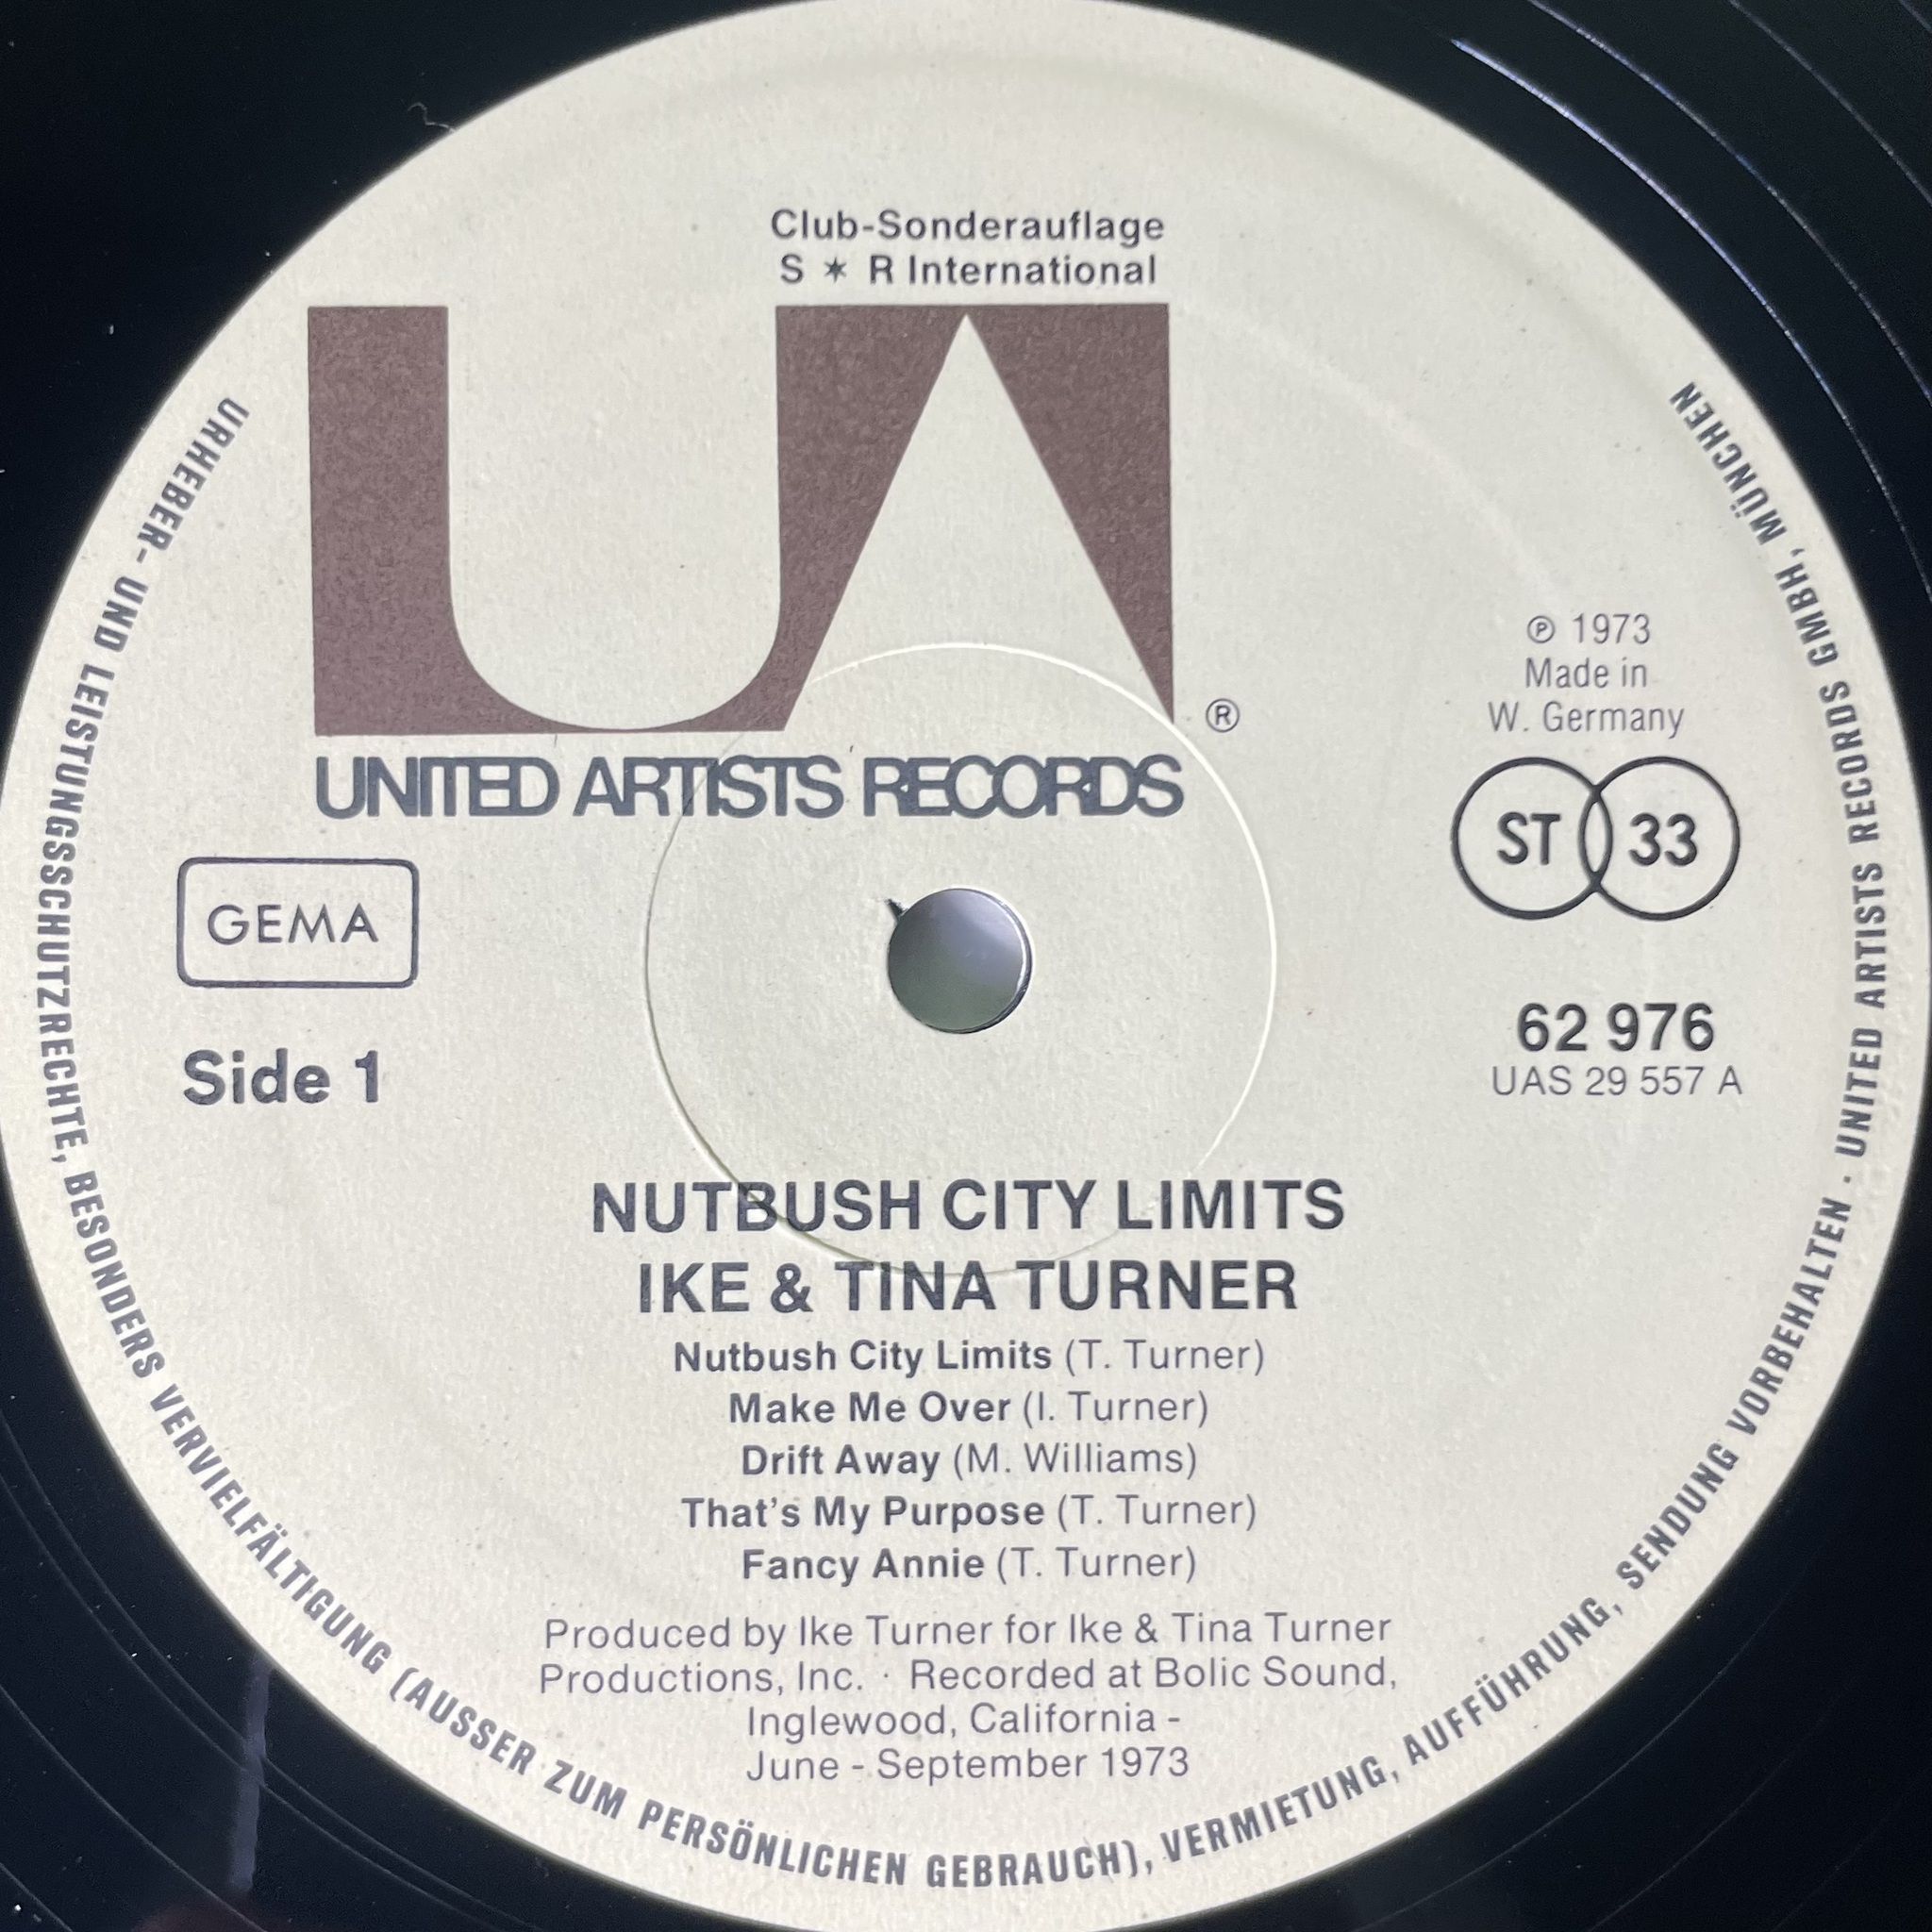 Club-Sonderauflage
S ✶ R International
UA ®
UNITED ARTISTS RECORDS
℗ 1973
Made in
W. Germany
ST 33
GEMA
Side 1
62 976
UAS 29 557 A
NUTBUSH CITY LIMITS
IKE & TINA TURNER
Nutbush City Limits (T. Turner)
Make Me Over (I. Turner)
Drift Away (M. Williams)
That's My Purpose (T. Turner)
Fancy Annie (T. Turner)
Produced by Ike Turner for Ike & Tina Turner
Productions, Inc. · Recorded at Bolic Sound,
Inglewood, California -
June - September 1973
URHEBER- UND LEISTUNGSSCHUTZRECHTE, BESONDERS VERVIELFÄLTIGUNG (AUSSER ZUM PERSÖNLICHEN GEBRAUCH), VERMIETUNG, AUFFÜHRUNG, SENDUNG VORBEHALTEN · UNITED ARTISTS RECORDS GMBH, MÜNCHEN